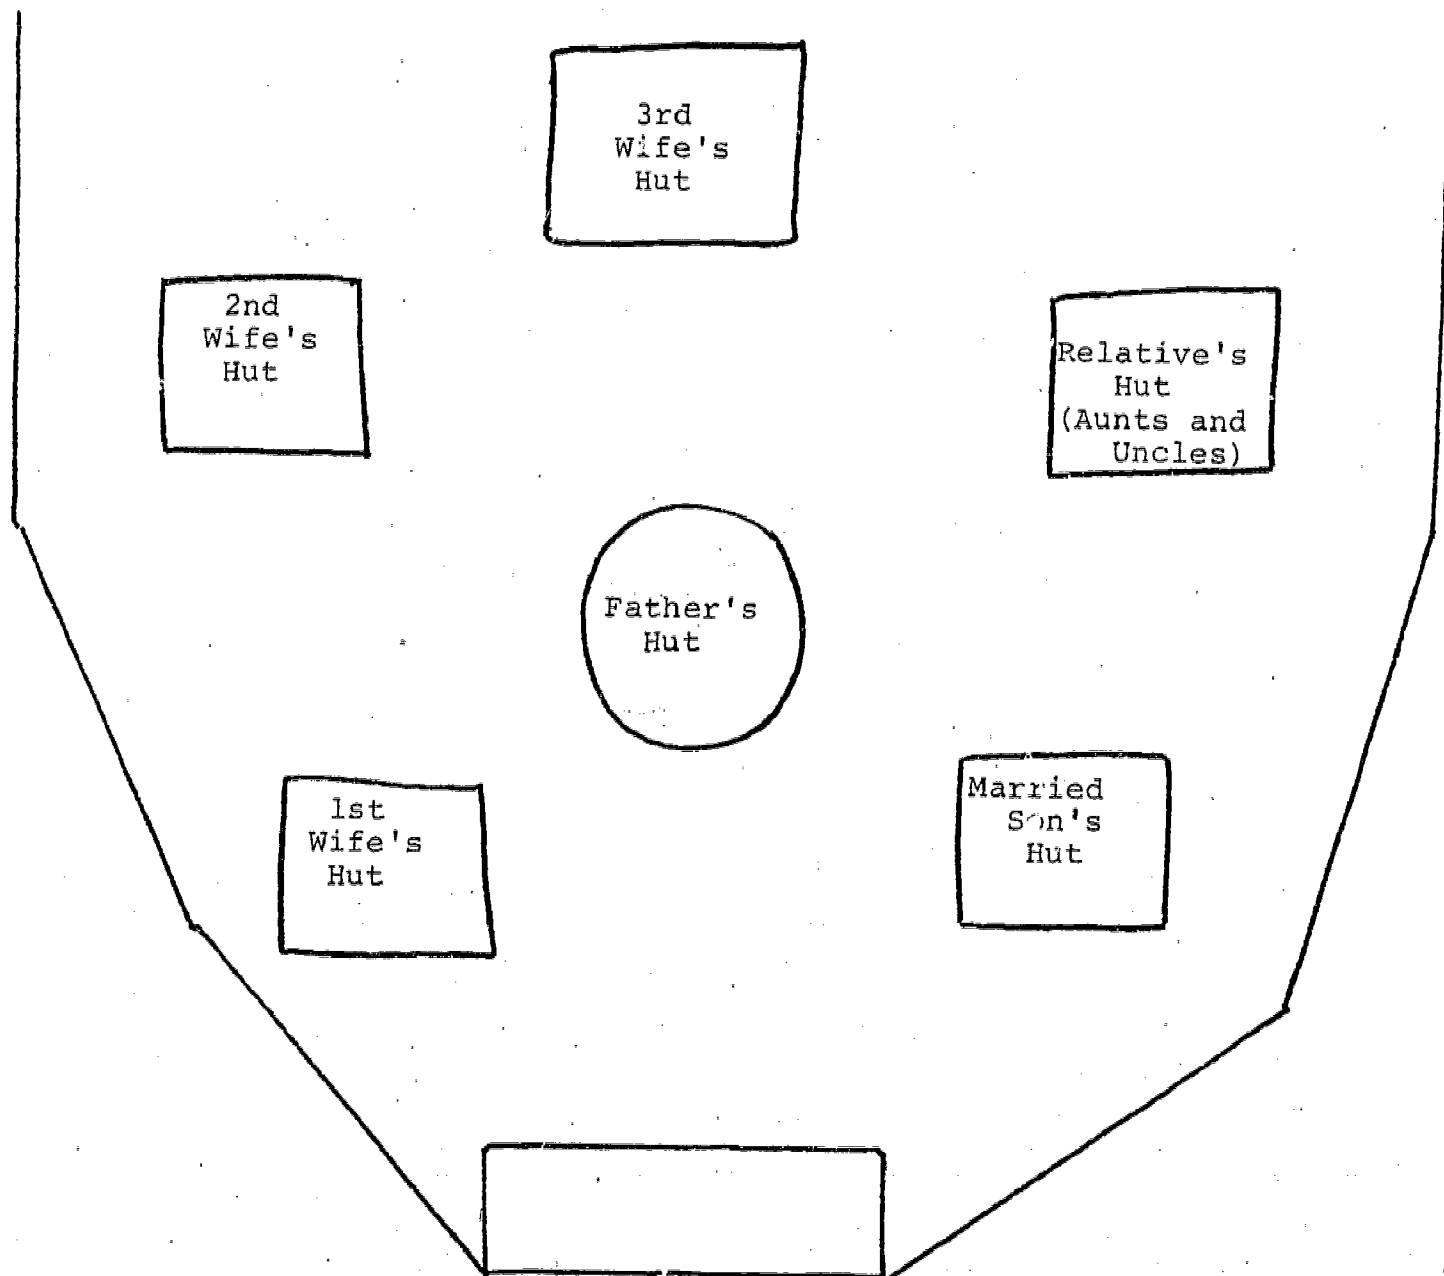 3rd
Wife's
Hut
2nd
Wife's
Hut
Relative's
Hut
(Aunts and
Uncles)
Father's
Hut
1st
Wife's
Hut
Married
Son's
Hut